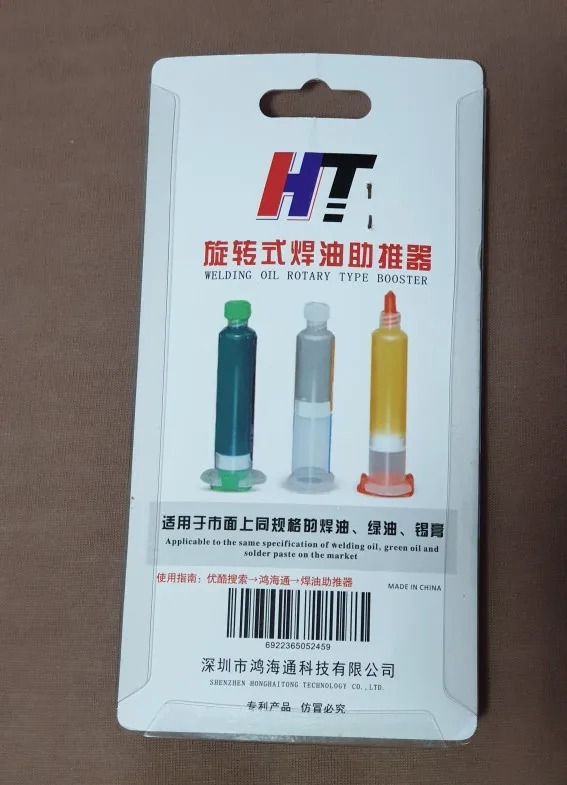 HT
旋转式焊油助推器
WELDING OIL ROTARY TYPE BOOSTER
适用于市面上同规格的焊油、绿油、锡膏
Applicable to the same specification of welding oil, green oil and
solder paste on the market
使用指南：优酷搜索→鸿海通→焊油助推器
MADE IN CHINA
6922365052459
深圳市鸿海通科技有限公司
SHENZHEN HONGHAITONG TECHNOLOGY CO.,LTD.
专利产品 仿冒必究